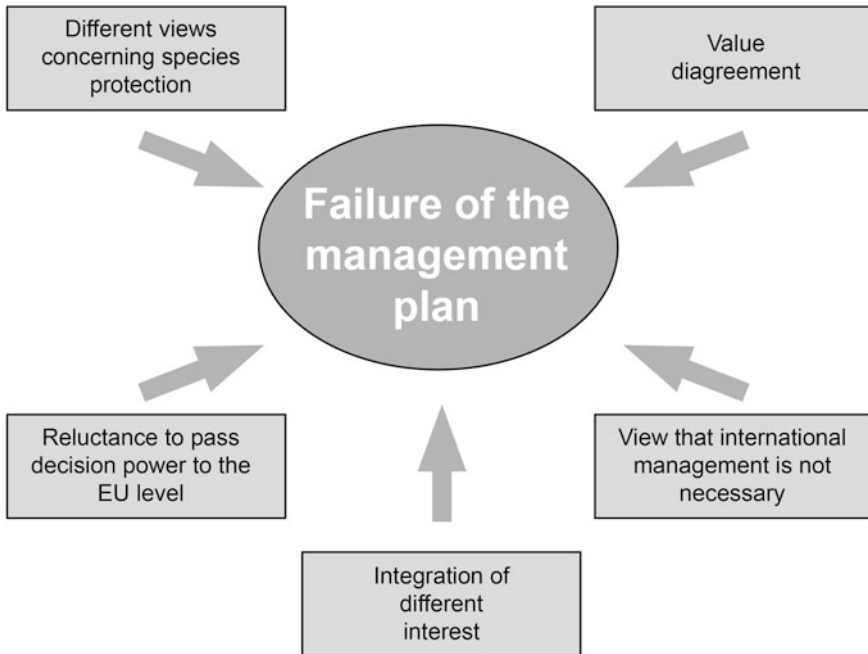 Different views
concerning species
protection
Value
diagreement
Failure of the
management
plan
Reluctance to pass
decision power to the
EU level
View that international
management is not
necessary
Integration of
different
interest